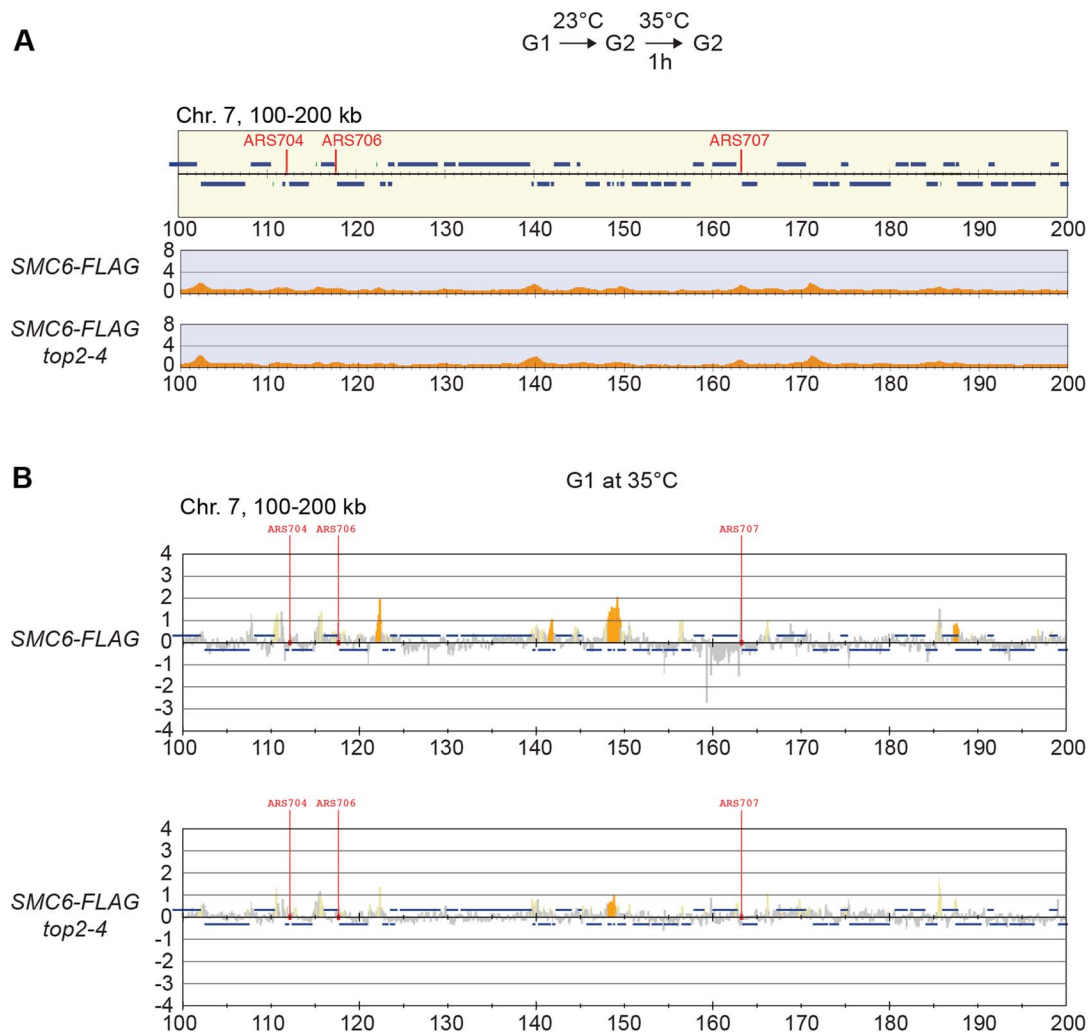 A
23°C 35°C
G1 → G2 → G2
1h
Chr. 7, 100-200 kb
ARS704 ARS706 ARS707
100 110 120 130 140 150 160 170 180 190 200
8
SMC6-FLAG 4
0
8
SMC6-FLAG
top2-4 4
0
100 110 120 130 140 150 160 170 180 190 200
B
G1 at 35°C
Chr. 7, 100-200 kb
ARS704 ARS706 ARS707
4
3
2
1
SMC6-FLAG 0
-1
-2
-3
-4
100 110 120 130 140 150 160 170 180 190 200
ARS704 ARS706 ARS707
4
3
2
1
SMC6-FLAG 0
top2-4
-1
-2
-3
-4
100 110 120 130 140 150 160 170 180 190 200